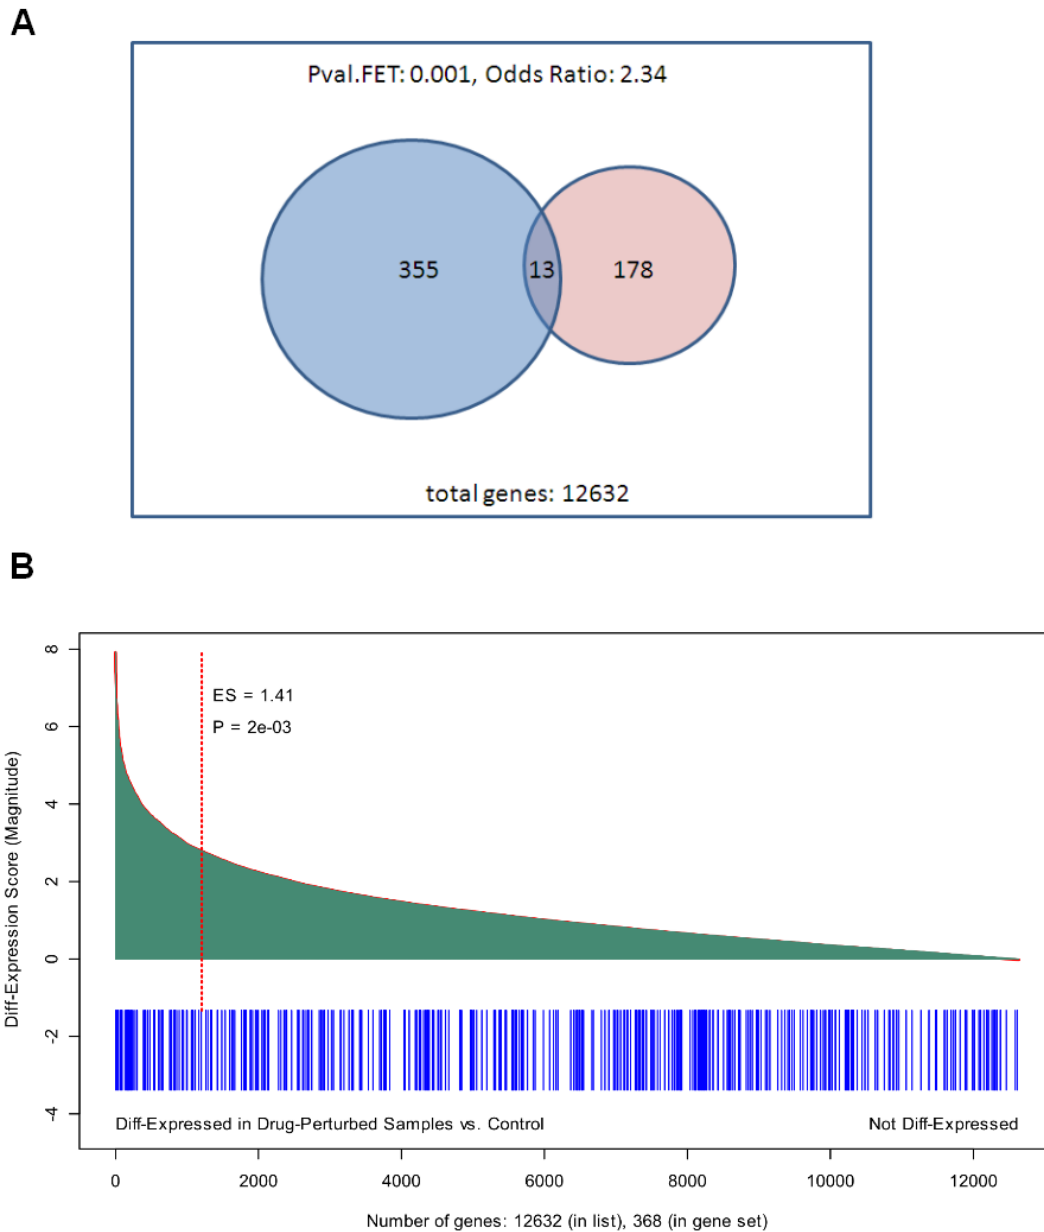 A
Pval.FET: 0.001, Odds Ratio: 2.34
355
13
178
total genes: 12632
B
8
6
4
2
0
-2
-4
Diff-Expression Score (Magnitude)
ES = 1.41
P = 2e-03
Diff-Expressed in Drug-Perturbed Samples vs. Control
Not Diff-Expressed
0
2000
4000
6000
8000
10000
12000
Number of genes: 12632 (in list), 368 (in gene set)